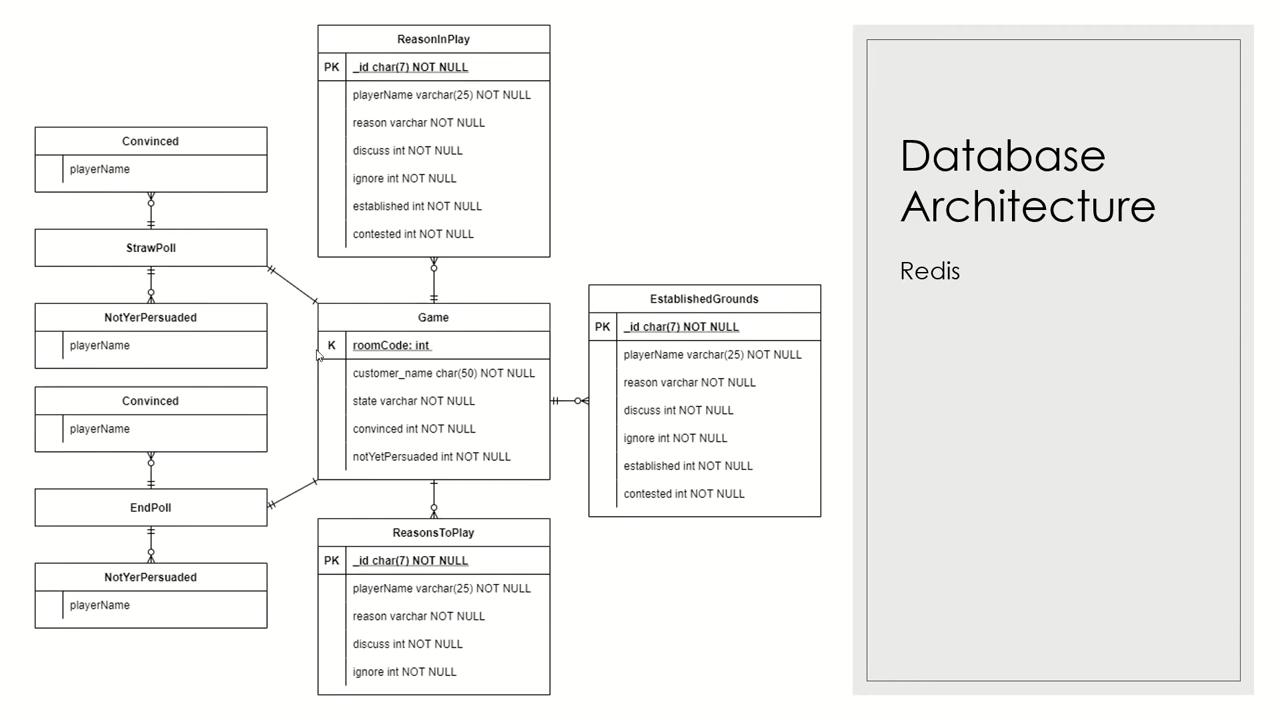 ReasonInPlay
PK _id char(7) NOT NULL
playerName varchar(25) NOT NULL
reason varchar NOT NULL
discuss int NOT NULL
ignore int NOT NULL
established int NOT NULL
contested int NOT NULL
Convinced
playerName
StrawPoll
NotYerPersuaded
playerName
Convinced
playerName
EndPoll
NotYerPersuaded
playerName
Game
K roomCode: int
customer_name char(50) NOT NULL
state varchar NOT NULL
convinced int NOT NULL
notYetPersuaded int NOT NULL
ReasonsToPlay
PK _id char(7) NOT NULL
playerName varchar(25) NOT NULL
reason varchar NOT NULL
discuss int NOT NULL
ignore int NOT NULL
EstablishedGrounds
PK _id char(7) NOT NULL
playerName varchar(25) NOT NULL
reason varchar NOT NULL
discuss int NOT NULL
ignore int NOT NULL
established int NOT NULL
contested int NOT NULL
Database
Architecture
Redis